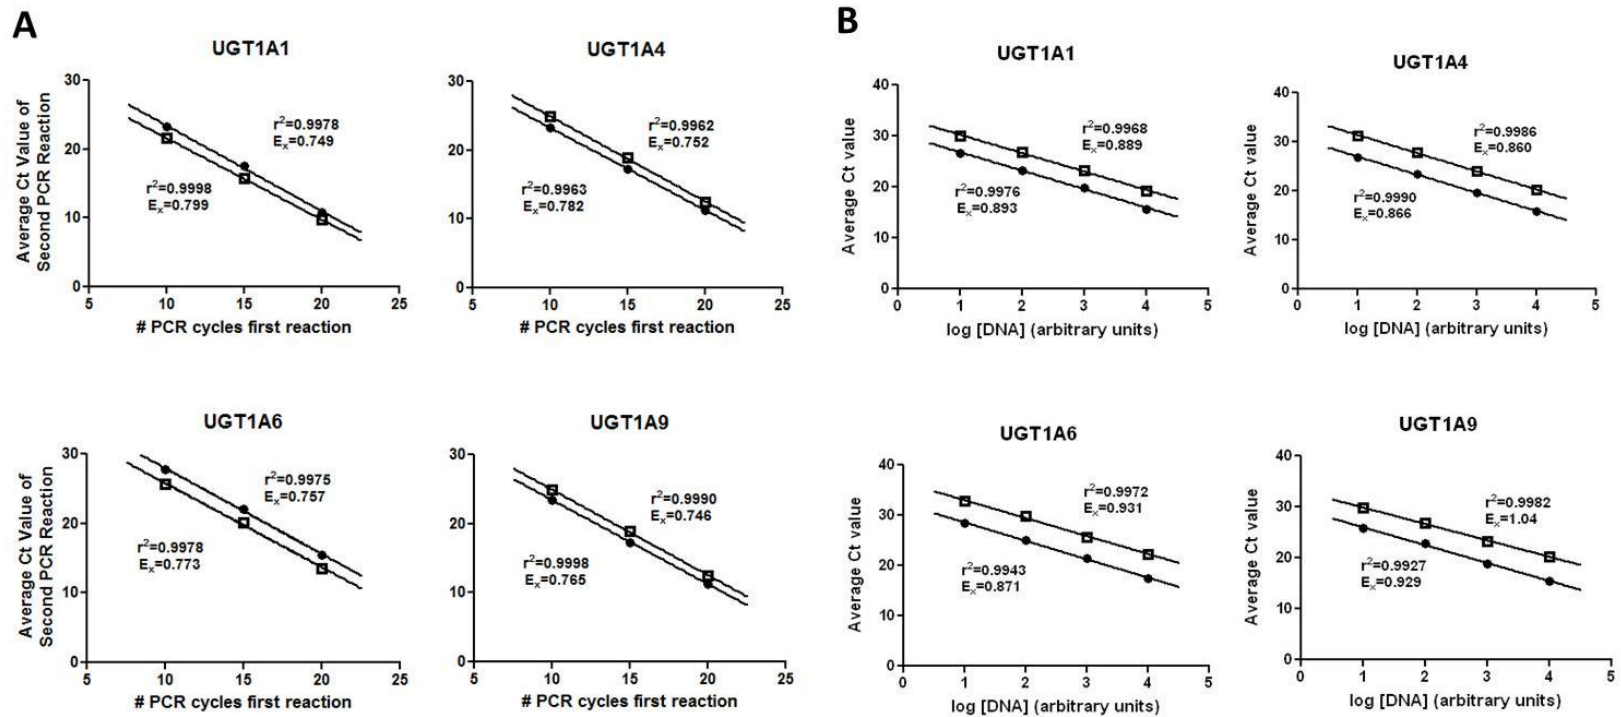 A
UGT1A1
Average Ct Value of
Second PCR Reaction
30
20
10
0
r²=0.9978
Eₓ=0.749
r²=0.9998
Eₓ=0.799
5 10 15 20 25
# PCR cycles first reaction
UGT1A4
30
20
10
0
r²=0.9962
Eₓ=0.752
r²=0.9963
Eₓ=0.782
5 10 15 20 25
# PCR cycles first reaction
UGT1A6
Average Ct Value of
Second PCR Reaction
30
20
10
0
r²=0.9975
Eₓ=0.757
r²=0.9978
Eₓ=0.773
5 10 15 20 25
# PCR cycles first reaction
UGT1A9
30
20
10
0
r²=0.9990
Eₓ=0.746
r²=0.9998
Eₓ=0.765
5 10 15 20 25
# PCR cycles first reaction
B
UGT1A1
Average Ct value
40
30
20
10
0
r²=0.9968
Eₓ=0.889
r²=0.9976
Eₓ=0.893
0 1 2 3 4 5
log [DNA] (arbitrary units)
UGT1A4
Average Ct value
40
30
20
10
0
r²=0.9986
Eₓ=0.860
r²=0.9990
Eₓ=0.866
0 1 2 3 4 5
log [DNA] (arbitrary units)
UGT1A6
Average Ct value
40
30
20
10
0
r²=0.9972
Eₓ=0.931
r²=0.9943
Eₓ=0.871
0 1 2 3 4 5
log [DNA] (arbitrary units)
UGT1A9
Average Ct value
40
30
20
10
0
r²=0.9982
Eₓ=1.04
r²=0.9927
Eₓ=0.929
0 1 2 3 4 5
log [DNA] (arbitrary units)